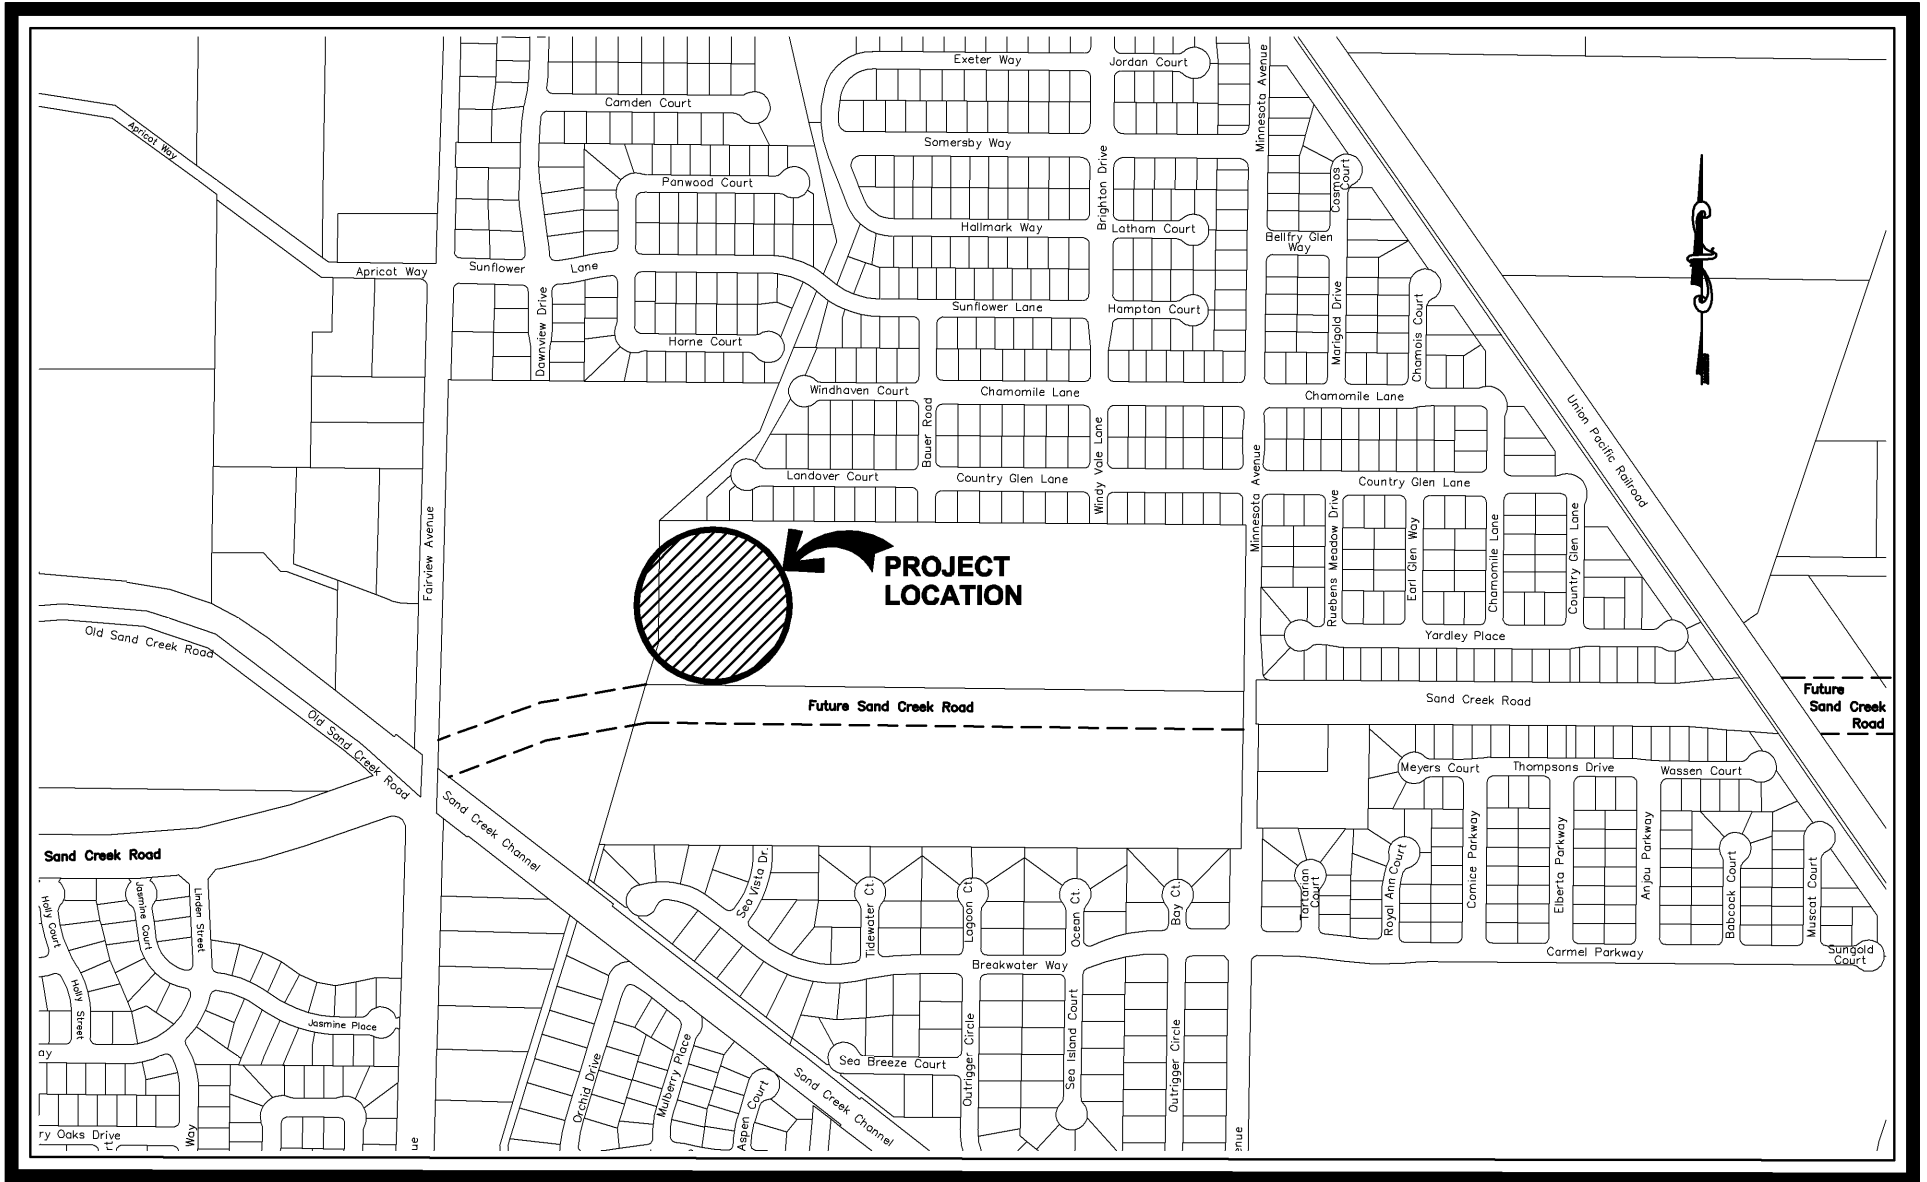 Exeter Way
Jordan Court
Minnesota Avenue
Camden Court
Apricot Way
Somersby Way
Brighton Drive
Cosmos
Court
Panwood Court
Hallmark Way
Latham Court
Bellfry Glen
Way
Apricot Way
Sunflower
Lane
Dawnview Drive
Sunflower Lane
Hampton Court
Marigold Drive
Chamois Court
Horne Court
Windhaven Court
Chamomile Lane
Chamomile Lane
Union Pacific Railroad
Bauer Road
Windy Vale Lane
Minnesota Avenue
Landover Court
Country Glen Lane
Country Glen Lane
Fairview Avenue
Ruebens Meadow Drive
Earl Glen Way
Chamomile Lane
Country Glen Lane
PROJECT
LOCATION
Old Sand Creek Road
Yardley Place
Future Sand Creek Road
Sand Creek Road
Future
Sand Creek
Road
Old Sand Creek Road
Meyers Court
Thompsons Drive
Wassen Court
Sand Creek Channel
Sand Creek Road
Comice Parkway
Elberta Parkway
Anjou Parkway
Babcock Court
Muscat Court
Royal Ann Court
Tartarian
Court
Holly Court
Jasmine Court
Linden Street
Sea Vista Dr.
Tidewater Ct.
Lagoon Ct.
Ocean Ct.
Bay Ct.
Breakwater Way
Carmel Parkway
Sungold
Court
Holly Street
Jasmine Place
ay
Orchid Drive
Mulberry Place
Aspen Court
Sea Breeze Court
Outrigger Circle
Sea Island Court
Outrigger Circle
Sand Creek Channel
ry Oaks Drive
Way
ue
enue